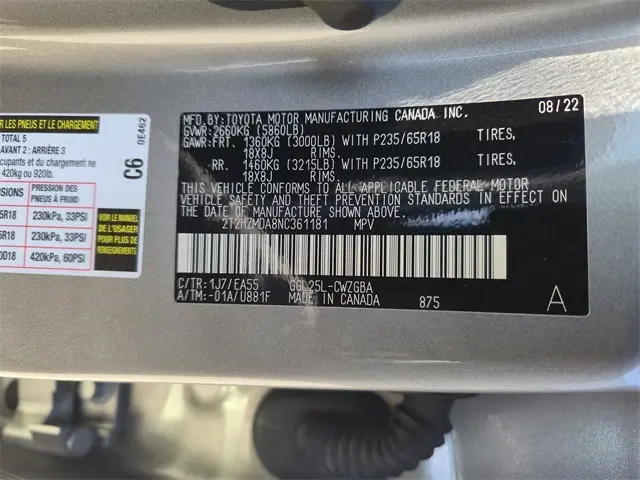 R LES PNEUS ET LE CHARGEMENT
0E462
TOTAL 5
AVANT 2 : ARRIÈRE 3
cupants et du chargement ne
420kg ou 920lb.
C6
NSIONS
PRESSION DES PNEUS À FROID
5R18
230kPa, 33PSI
5R18
230kPa, 33PSI
0D18
420kPa, 60PSI
VOIR LE MANUEL
DE L'USAGER
POUR PLUS DE
RENSEIGNEMENTS
MFD.BY:TOYOTA MOTOR MANUFACTURING CANADA INC. 08/22
GVWR:2660KG (5860LB)
GAWR:FRT. 1360KG (3000LB) WITH P235/65R18 TIRES,
18X8J RIMS.
RR. 1460KG (3215LB) WITH P235/65R18 TIRES,
18X8J RIMS.
THIS VEHICLE CONFORMS TO ALL APPLICABLE FEDERAL MOTOR
VEHICLE SAFETY AND THEFT PREVENTION STANDARDS IN EFFECT ON
THE DATE OF MANUFACTURE SHOWN ABOVE.
2T2HZMDA8NC361181 MPV
C/TR:1J7/EA55 GGL25L-CWZGBA
A/TM:-01A/U881F MADE IN CANADA 875 A